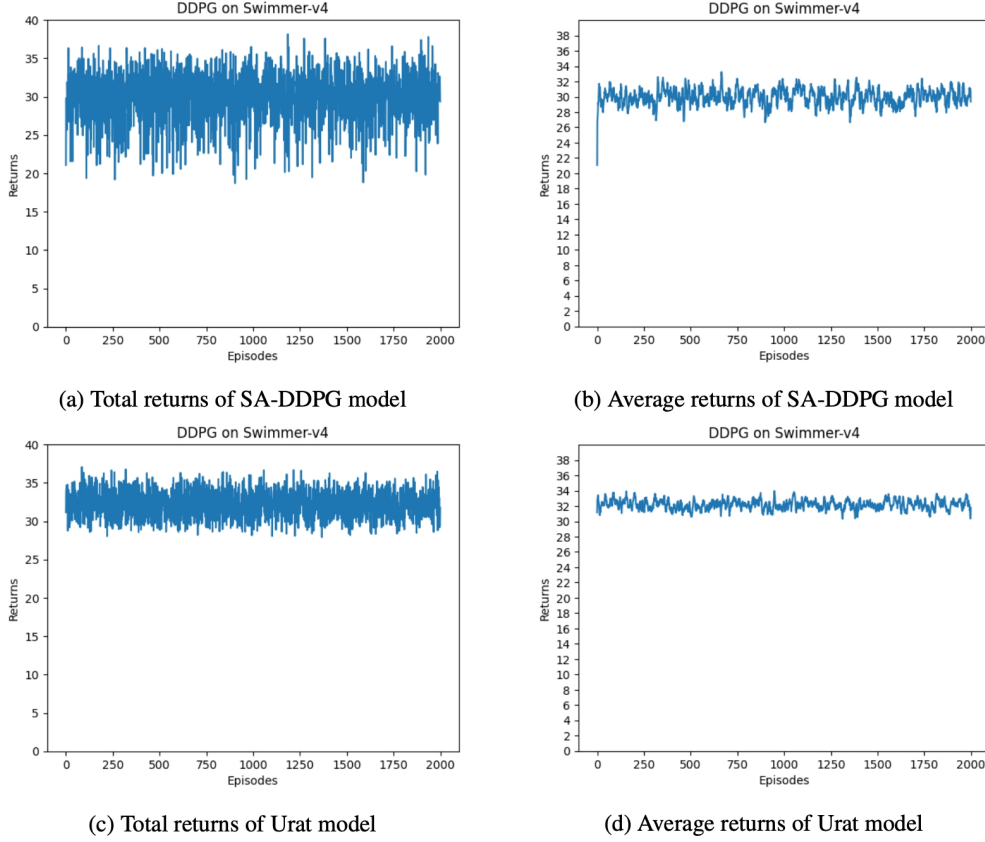 DDPG on Swimmer-v4
40
35
30
25
20
15
10
5
0
Returns
0 250 500 750 1000 1250 1500 1750 2000
Episodes
(a) Total returns of SA-DDPG model
DDPG on Swimmer-v4
38
36
34
32
30
28
26
24
22
20
18
16
14
12
10
8
6
4
2
0
Returns
0 250 500 750 1000 1250 1500 1750 2000
Episodes
(b) Average returns of SA-DDPG model
DDPG on Swimmer-v4
40
35
30
25
20
15
10
5
0
Returns
0 250 500 750 1000 1250 1500 1750 2000
Episodes
(c) Total returns of Urat model
DDPG on Swimmer-v4
38
36
34
32
30
28
26
24
22
20
18
16
14
12
10
8
6
4
2
0
Returns
0 250 500 750 1000 1250 1500 1750 2000
Episodes
(d) Average returns of Urat model